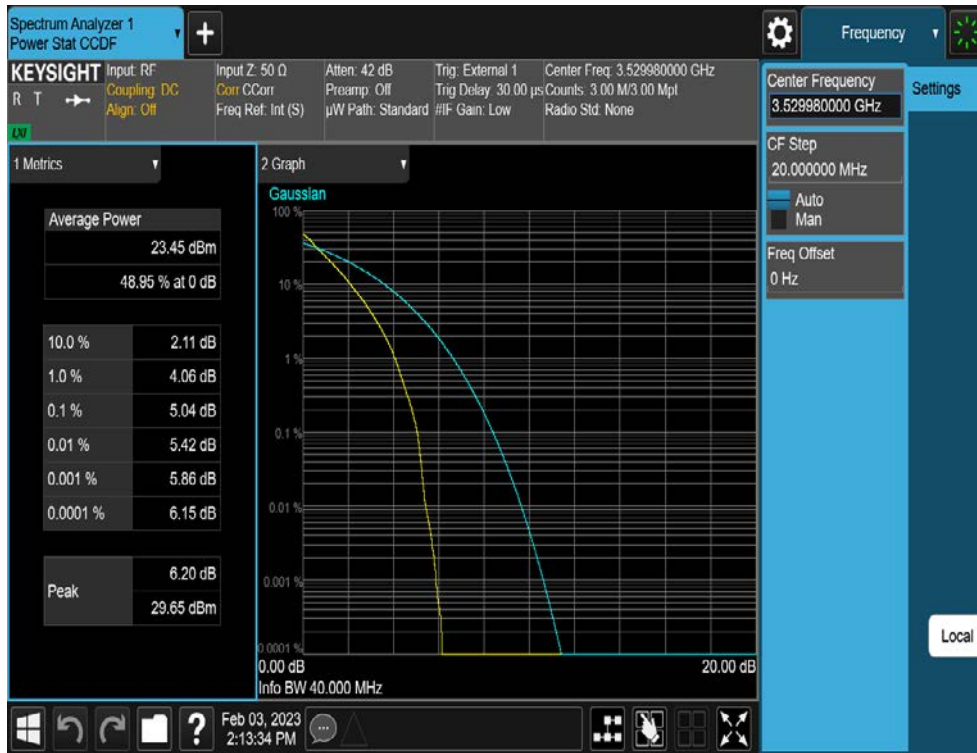 Spectrum Analyzer 1
Power Stat CCDF
+
Frequency
KEYSIGHT
R T
LXI
Input: RF
Coupling: DC
Align: Off
Input Z: 50 Ω
Corr CCorr
Freq Ref: Int (S)
Atten: 42 dB
Preamp: Off
µW Path: Standard
Trig: External 1
Trig Delay: 30.00 µs
#IF Gain: Low
Center Freq: 3.529980000 GHz
Counts: 3.00 M/3.00 Mpt
Radio Std: None
Center Frequency
3.529980000 GHz
Settings
CF Step
20.000000 MHz
Auto
Man
Freq Offset
0 Hz
Local
1 Metrics
Average Power
23.45 dBm
48.95 % at 0 dB
10.0 % 2.11 dB
1.0 % 4.06 dB
0.1 % 5.04 dB
0.01 % 5.42 dB
0.001 % 5.86 dB
0.0001 % 6.15 dB
Peak
6.20 dB
29.65 dBm
2 Graph
Gaussian
100 %
10 %
1 %
0.1 %
0.01 %
0.001 %
0.0001 %
0.00 dB 20.00 dB
Info BW 40.000 MHz
?
Feb 03, 2023
2:13:34 PM